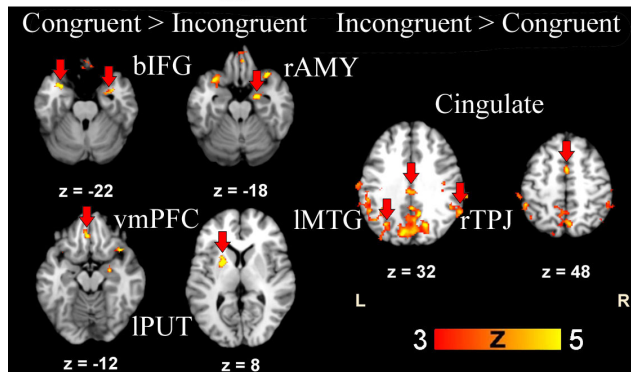 Congruent > Incongruent
Incongruent > Congruent
bIFG
rAMY
Cingulate
z = -22
z = -18
vmPFC
lMTG
rTPJ
z = 32
z = 48
lPUT
L
R
3
Z
5
z = -12
z = 8